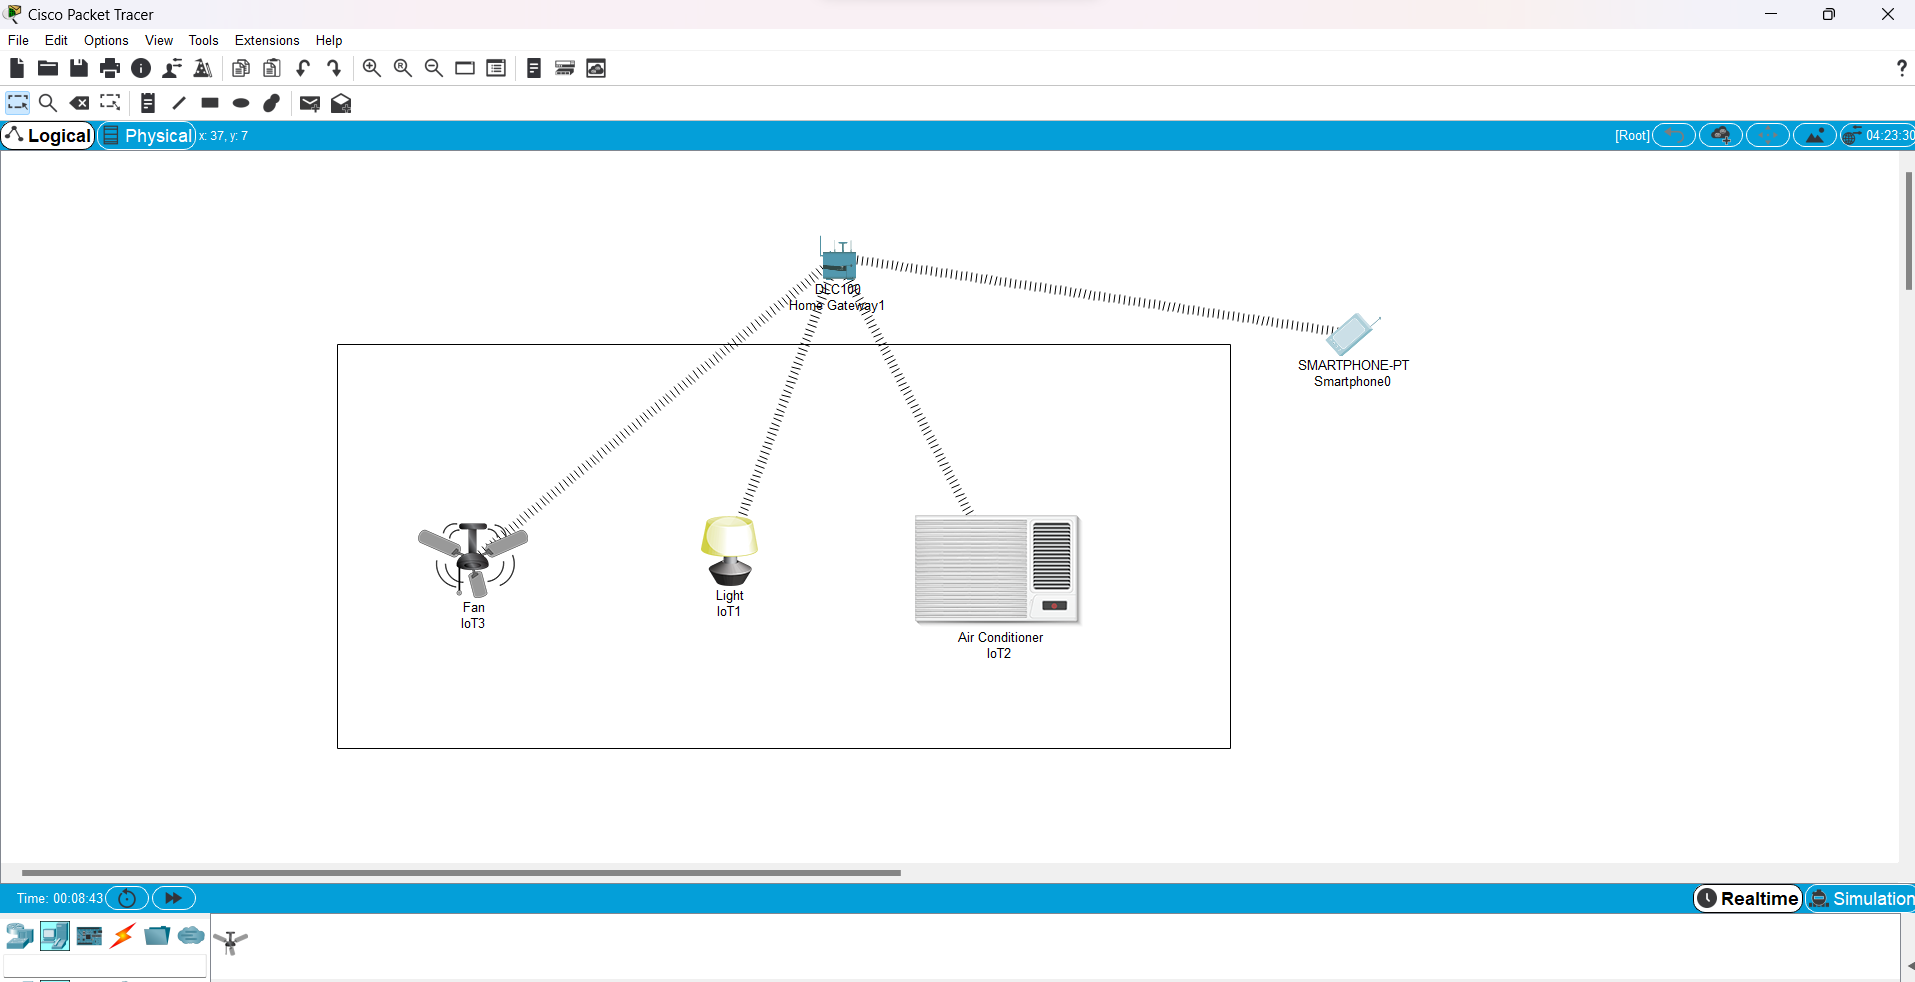 Cisco Packet Tracer
File Edit Options View Tools Extensions Help
?
Logical Physical x: 37, y: 7 [Root] 04:23:30
DLC100
Home Gateway1
SMARTPHONE-PT
Smartphone0
Fan
IoT3
Light
IoT1
Air Conditioner
IoT2
Time: 00:08:43 Realtime Simulation